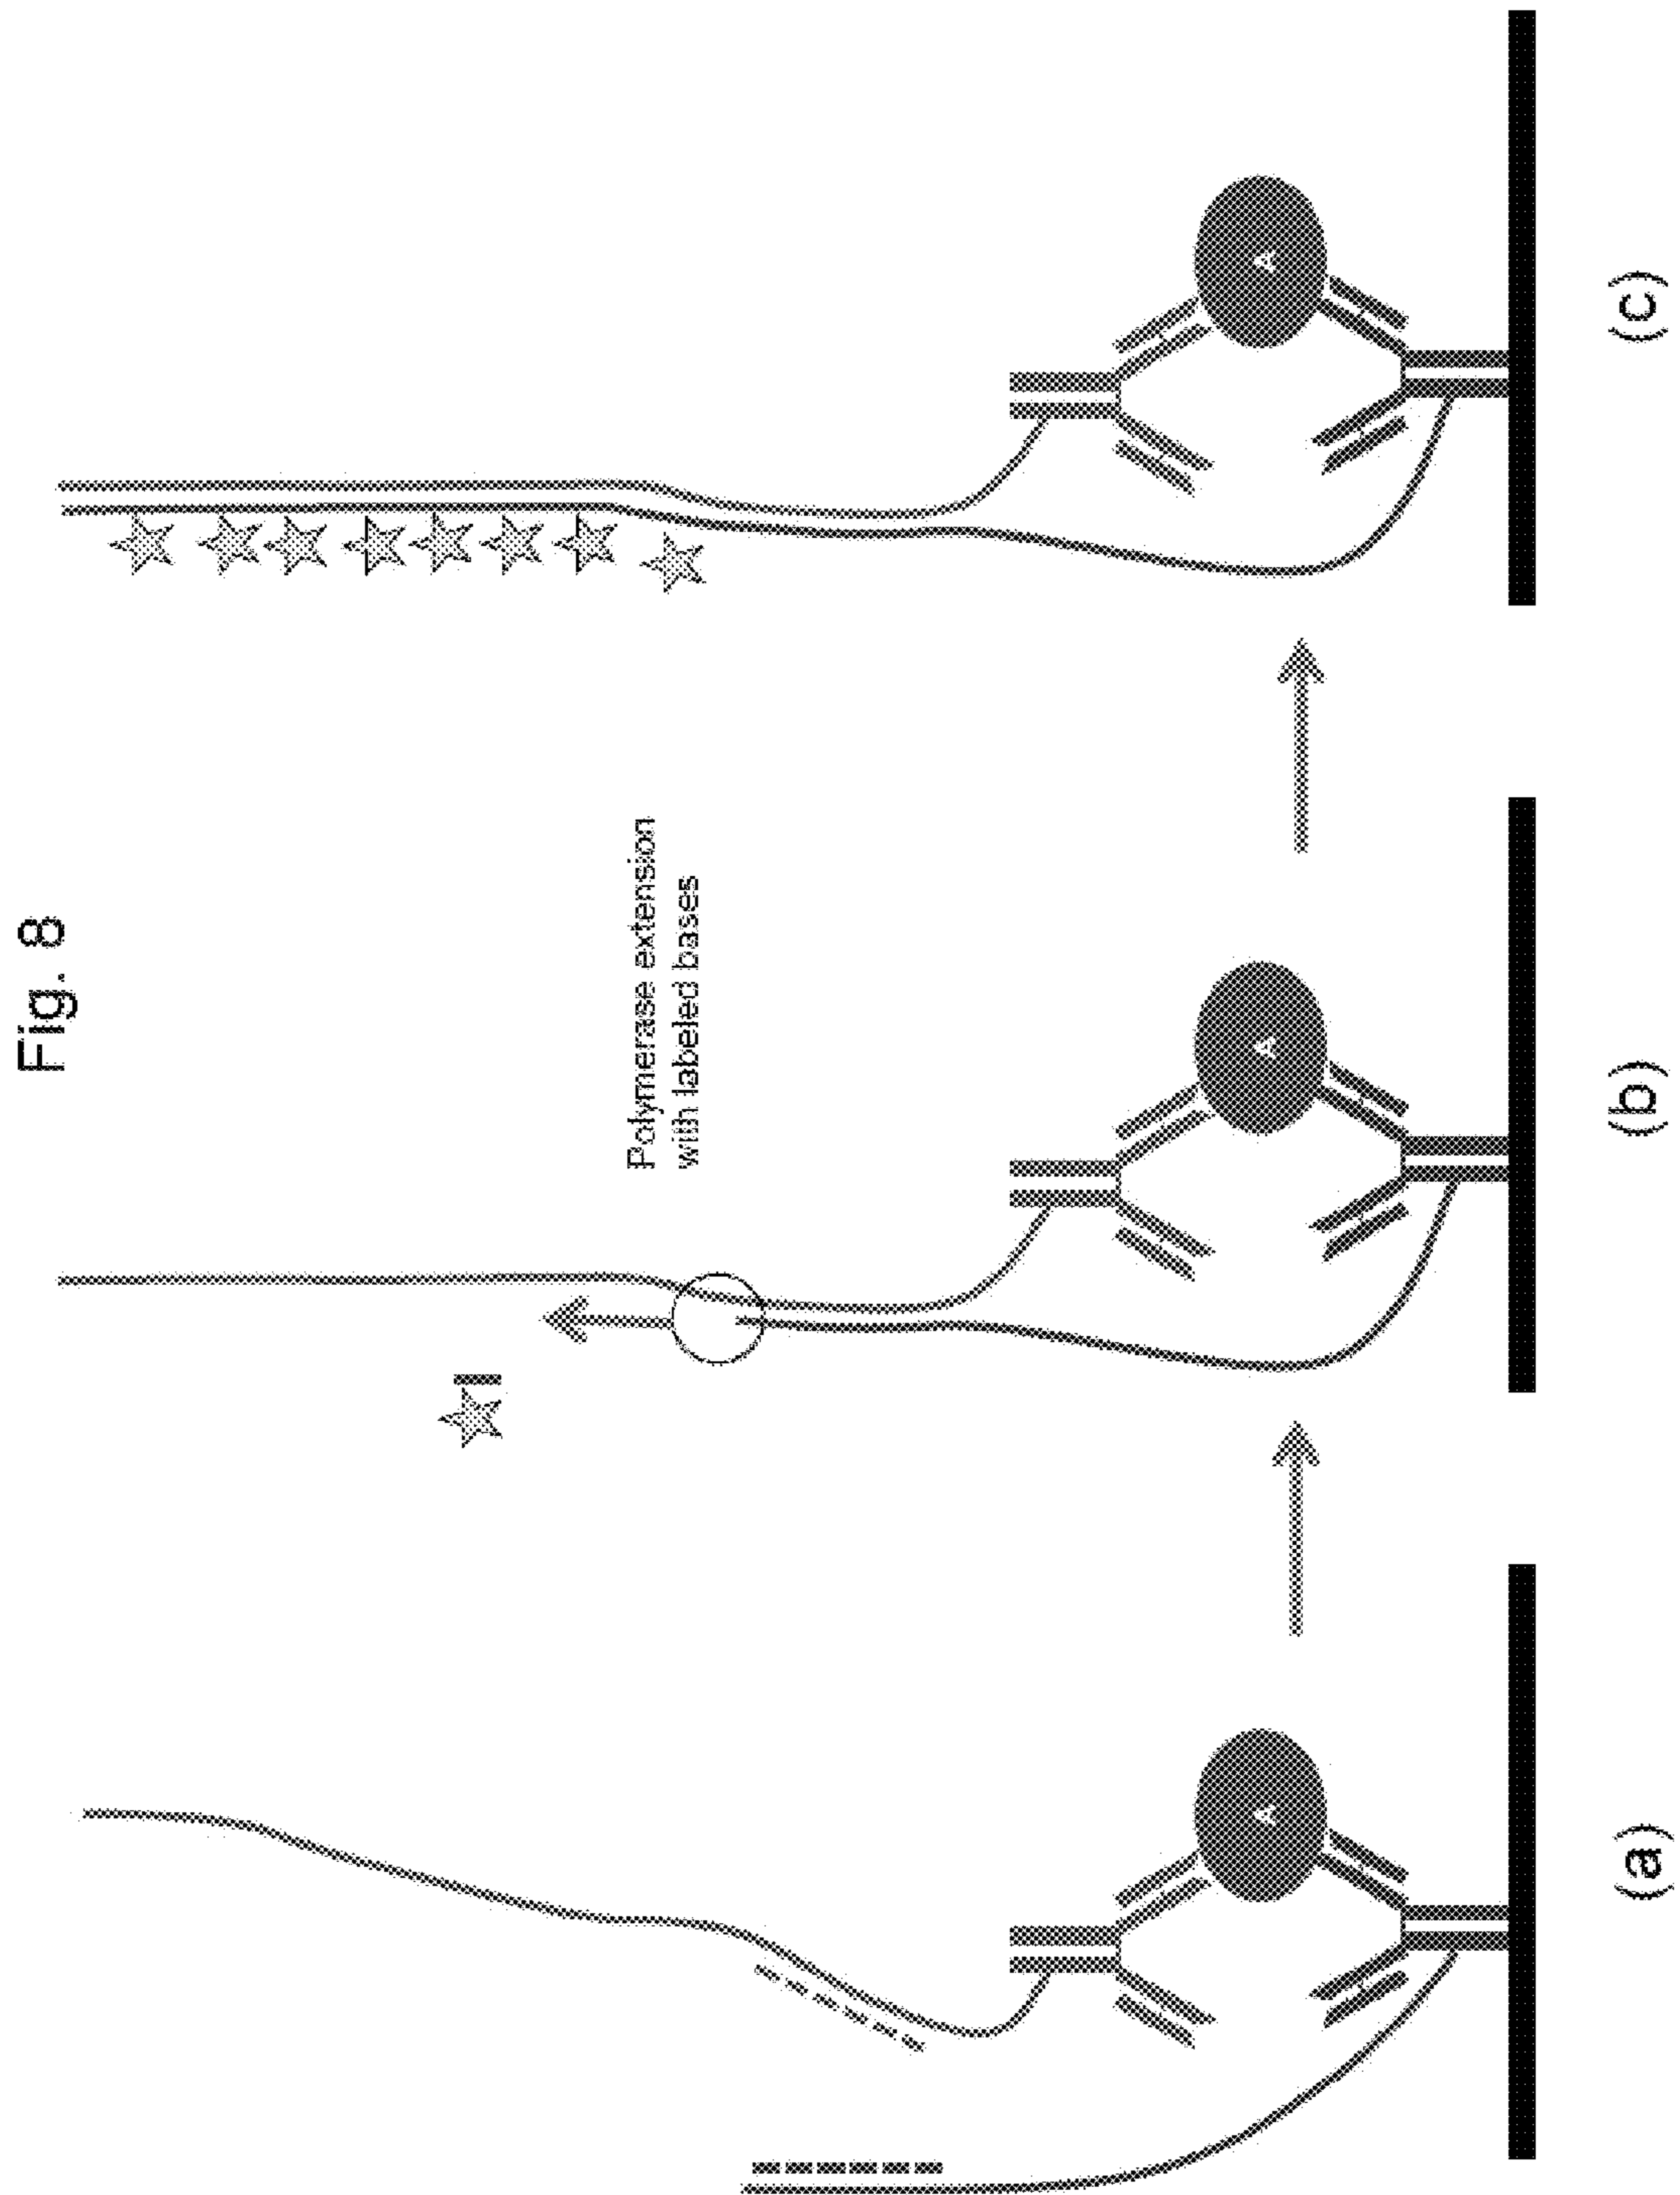 Fig. 8
Polymerase extension
with labeled bases
A
A
A
(a)
(b)
(c)